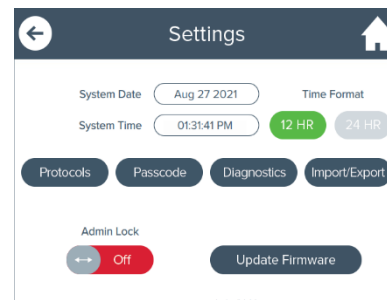 Settings
System Date Aug 27 2021 Time Format
System Time 01:31:41 PM 12 HR 24 HR
Protocols Passcode Diagnostics Import/Export
Admin Lock
Off Update Firmware